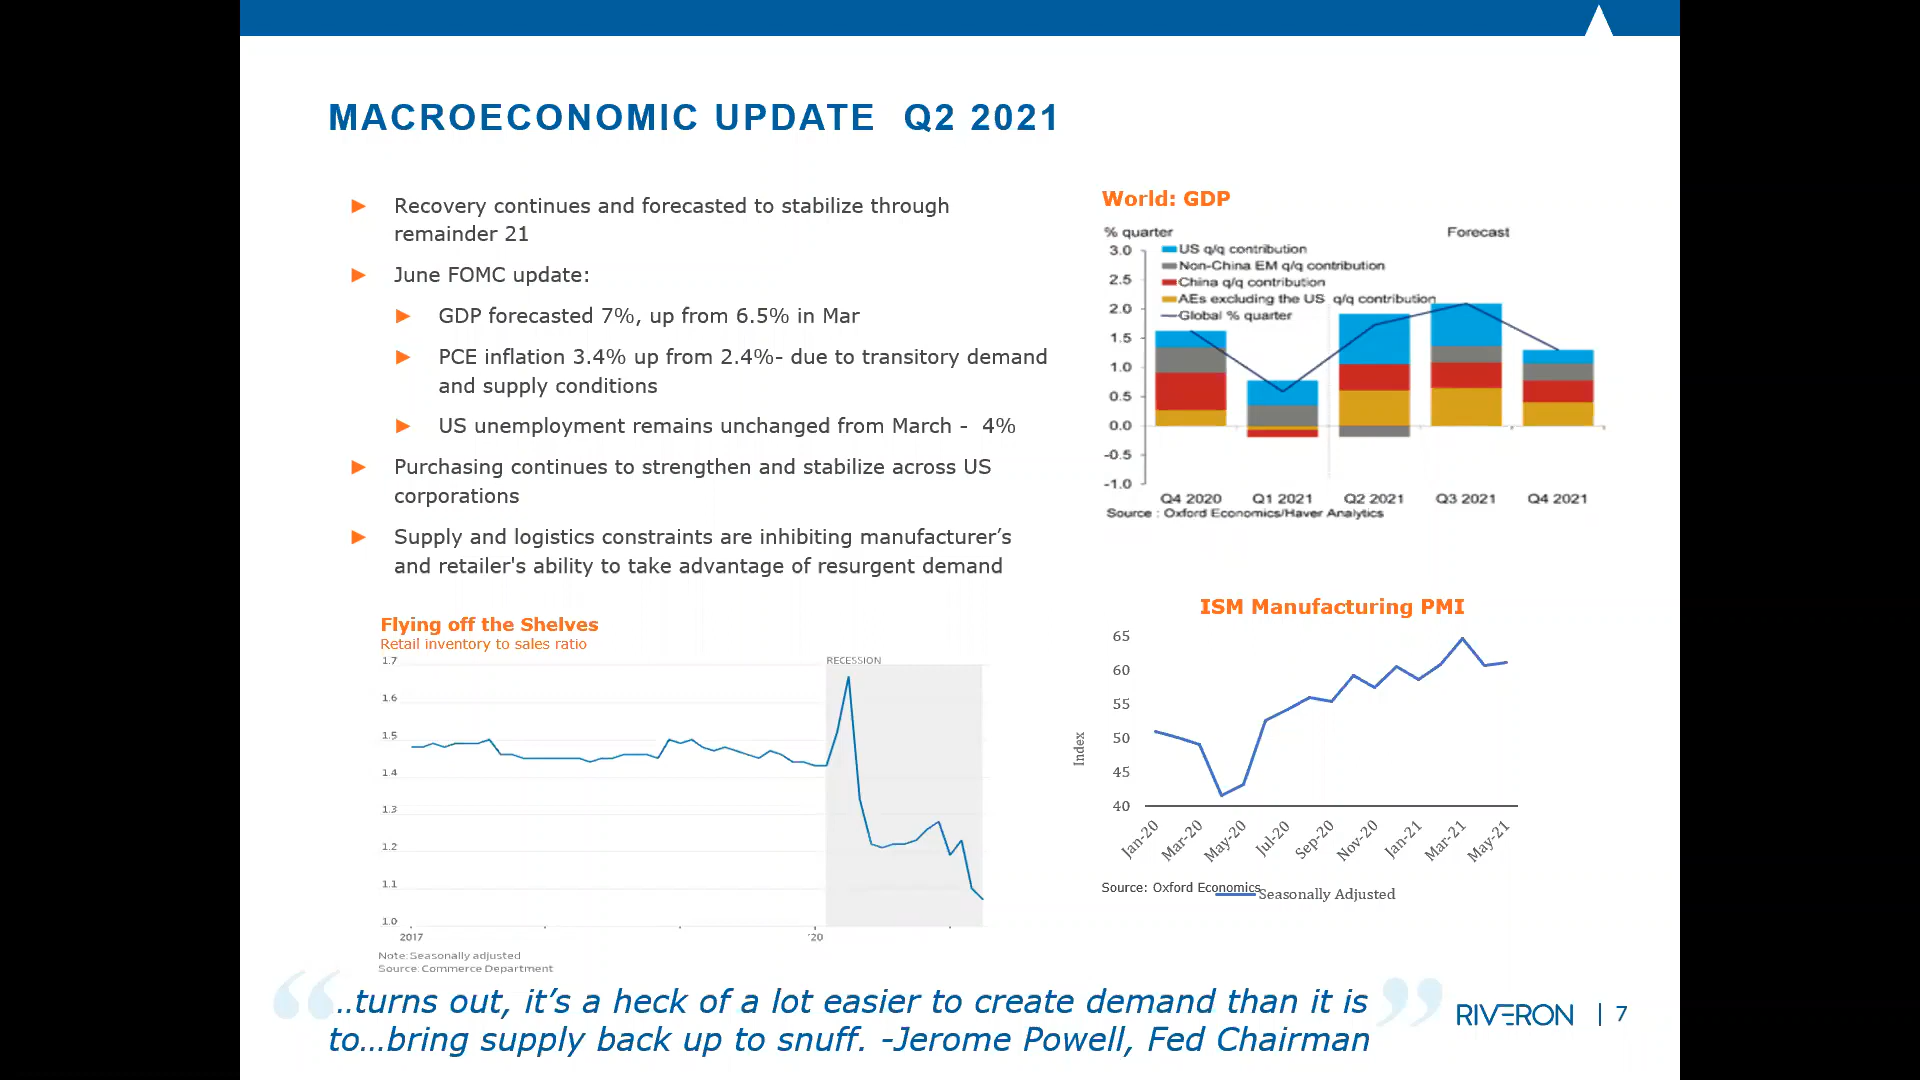 MACROECONOMIC UPDATE Q2 2021
Recovery continues and forecasted to stabilize through
remainder 21
June FOMC update:
GDP forecasted 7%, up from 6.5% in Mar
PCE inflation 3.4% up from 2.4%- due to transitory demand
and supply conditions
US unemployment remains unchanged from March - 4%
Purchasing continues to strengthen and stabilize across US
corporations
Supply and logistics constraints are inhibiting manufacturer’s
and retailer's ability to take advantage of resurgent demand
World: GDP
% quarter
Forecast
3.0
2.5
2.0
1.5
1.0
0.5
0.0
-0.5
-1.0
US q/q contribution
Non-China EM q/q contribution
China q/q contribution
AEs excluding the US q/q contribution
Global % quarter
Q4 2020 Q1 2021 Q2 2021 Q3 2021 Q4 2021
Source : Oxford Economics/Haver Analytics
Flying off the Shelves
Retail inventory to sales ratio
1.7
1.6
1.5
1.4
1.3
1.2
1.1
1.0
RECESSION
2017 '20
Note: Seasonally adjusted
Source: Commerce Department
ISM Manufacturing PMI
65
60
55
50
45
40
Index
Jan-20 Mar-20 May-20 Jul-20 Sep-20 Nov-20 Jan-21 Mar-21 May-21
Source: Oxford Economics
Seasonally Adjusted
“..turns out, it’s a heck of a lot easier to create demand than it is
to…bring supply back up to snuff. -Jerome Powell, Fed Chairman”
RIVERON | 7